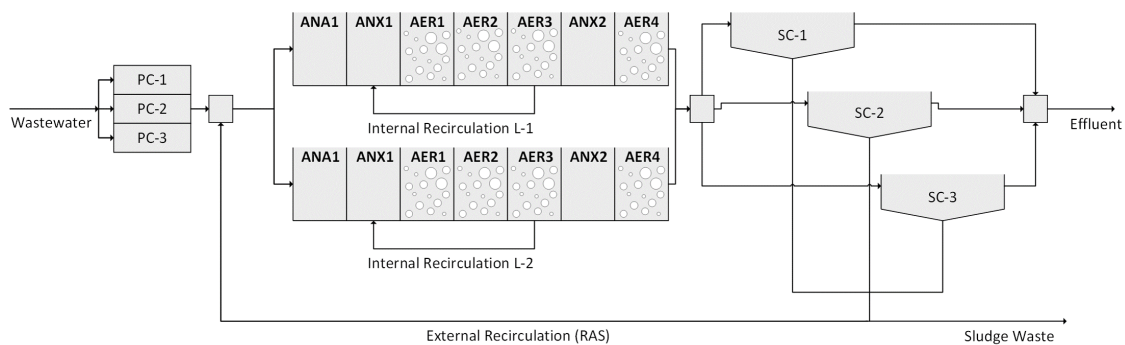 ANA1 ANX1 AER1 AER2 AER3 ANX2 AER4
SC-1
PC-1
Wastewater
PC-2
PC-3
Internal Recirculation L-1
SC-2
Effluent
ANA1 ANX1 AER1 AER2 AER3 ANX2 AER4
SC-3
Internal Recirculation L-2
External Recirculation (RAS)
Sludge Waste